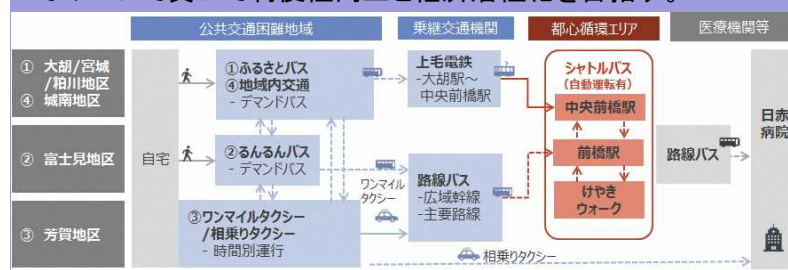 公共交通困難地域
乗継交通機関
都心循環エリア
医療機関等
① 大胡/宮城
/粕川地区
④ 城南地区
② 富士見地区
③ 芳賀地区
自宅
①ふるさとバス
④地域内交通
- デマンドバス
②るんるんバス
- デマンドバス
③ワンマイルタクシー
/相乗りタクシー
- 時間別運行
ワンマイル
タクシー
上毛電鉄
-大胡駅～
中央前橋駅
路線バス
-広域幹線
-主要路線
シャトルバス
(自動運転有)
中央前橋駅
前橋駅
けやき
ウォーク
路線バス
日赤
病院
相乗りタクシー